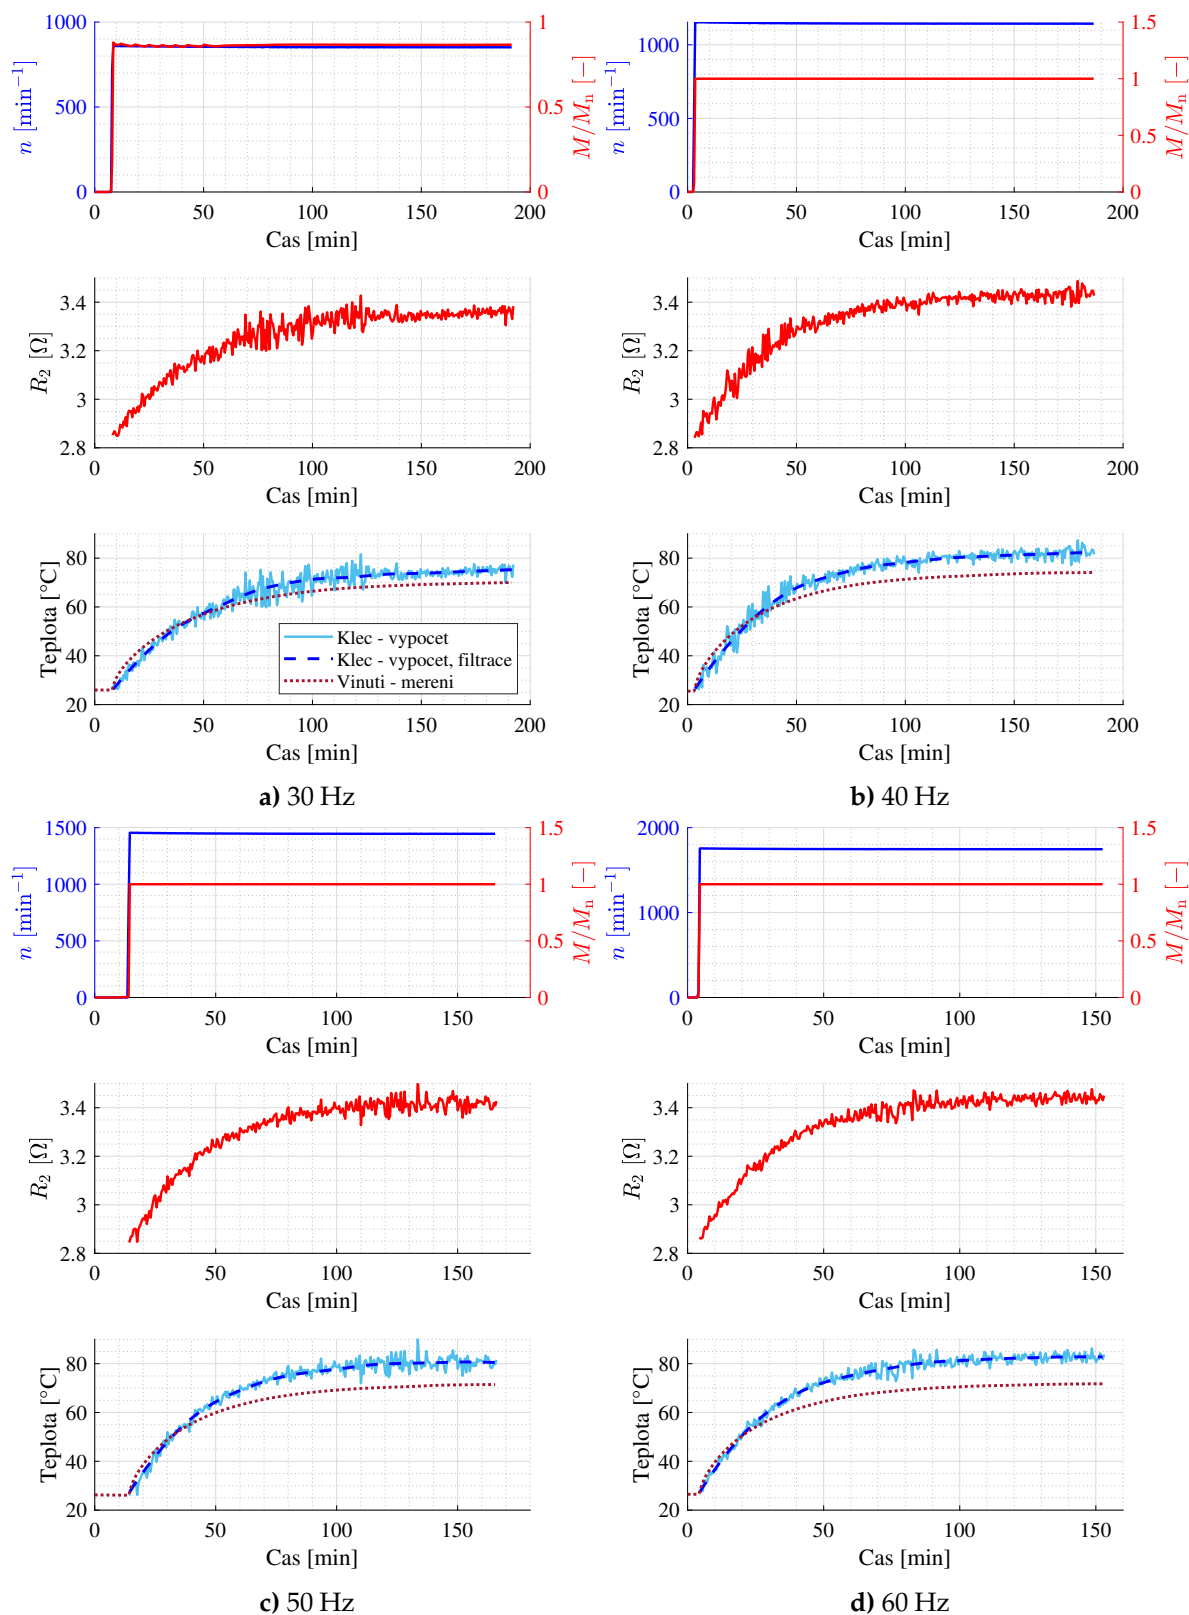 1000
500
0
n [min⁻¹]
1
0.5
0
M/Mₙ [−]
0 50 100 150 200
Cas [min]
1000
500
0
n [min⁻¹]
1.5
1
0.5
0
M/Mₙ [−]
0 50 100 150 200
Cas [min]
3.4
3.2
3
2.8
R₂ [Ω]
0 50 100 150 200
Cas [min]
3.4
3.2
3
2.8
R₂ [Ω]
0 50 100 150 200
Cas [min]
80
60
40
20
Teplota [°C]
Klec - vypocet
Klec - vypocet, filtrace
Vinuti - mereni
0 50 100 150 200
Cas [min]
80
60
40
20
Teplota [°C]
0 50 100 150 200
Cas [min]
a) 30 Hz
b) 40 Hz
1500
1000
500
0
n [min⁻¹]
1.5
1
0.5
0
M/Mₙ [−]
0 50 100 150
Cas [min]
2000
1000
0
n [min⁻¹]
1.5
1
0.5
0
M/Mₙ [−]
0 50 100 150
Cas [min]
3.4
3.2
3
2.8
R₂ [Ω]
0 50 100 150
Cas [min]
3.4
3.2
3
2.8
R₂ [Ω]
0 50 100 150
Cas [min]
80
60
40
20
Teplota [°C]
0 50 100 150
Cas [min]
80
60
40
20
Teplota [°C]
0 50 100 150
Cas [min]
c) 50 Hz
d) 60 Hz